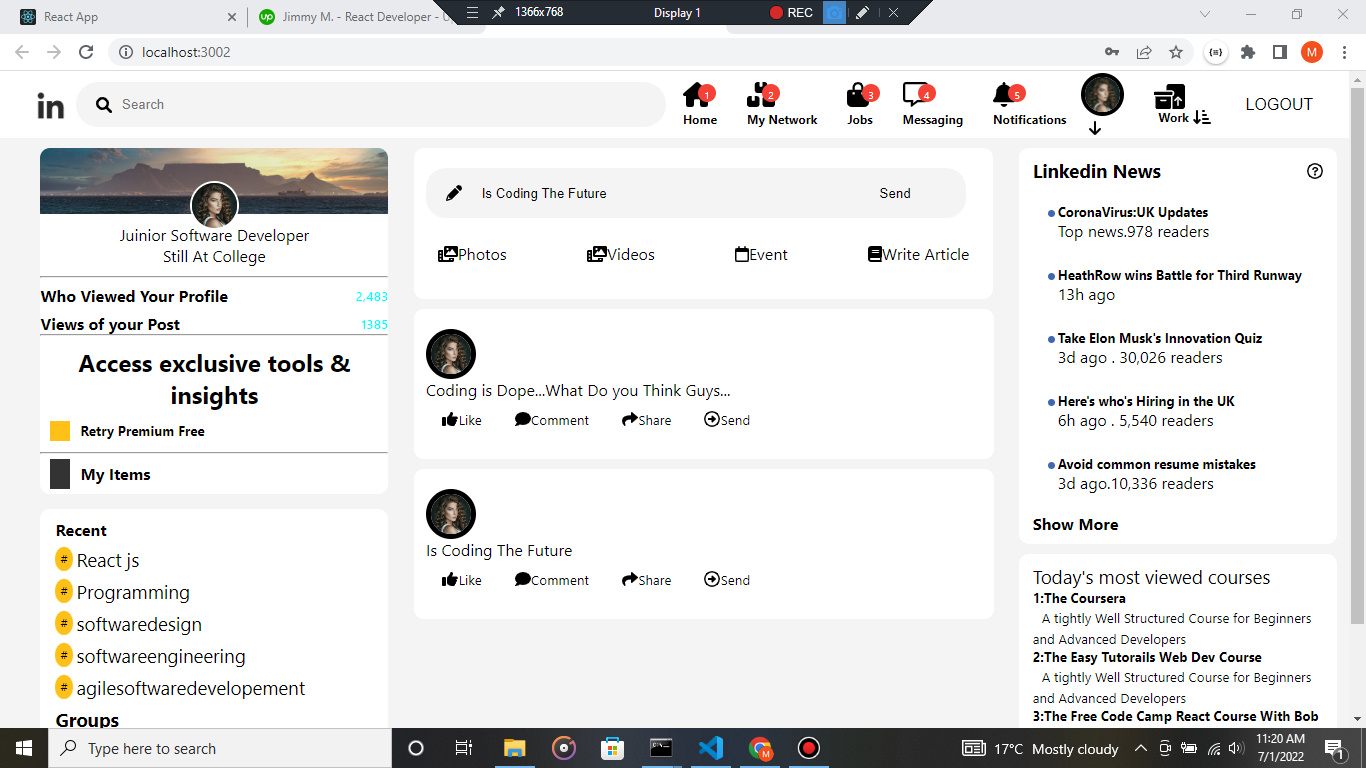 React App
Jimmy M. - React Developer - U
1366x768
Display 1
REC
localhost:3002
M
in
Search
1
Home
2
My Network
3
Jobs
4
Messaging
5
Notifications
Work
LOGOUT
Juinior Software Developer
Still At College
Who Viewed Your Profile 2,483
Views of your Post 1385
Access exclusive tools &
insights
Retry Premium Free
My Items
Recent
# React js
# Programming
# softwaredesign
# softwareengineering
# agilesoftwaredevelopement
Groups
Is Coding The Future Send
Photos Videos Event Write Article
Coding is Dope...What Do you Think Guys...
Like Comment Share Send
Is Coding The Future
Like Comment Share Send
Linkedin News
CoronaVirus:UK Updates
Top news.978 readers
HeathRow wins Battle for Third Runway
13h ago
Take Elon Musk's Innovation Quiz
3d ago . 30,026 readers
Here's who's Hiring in the UK
6h ago . 5,540 readers
Avoid common resume mistakes
3d ago.10,336 readers
Show More
Today's most viewed courses
1:The Coursera
A tightly Well Structured Course for Beginners
and Advanced Developers
2:The Easy Tutorails Web Dev Course
A tightly Well Structured Course for Beginners
and Advanced Developers
3:The Free Code Camp React Course With Bob
Type here to search
M
17°C Mostly cloudy
11:20 AM
7/1/2022
1